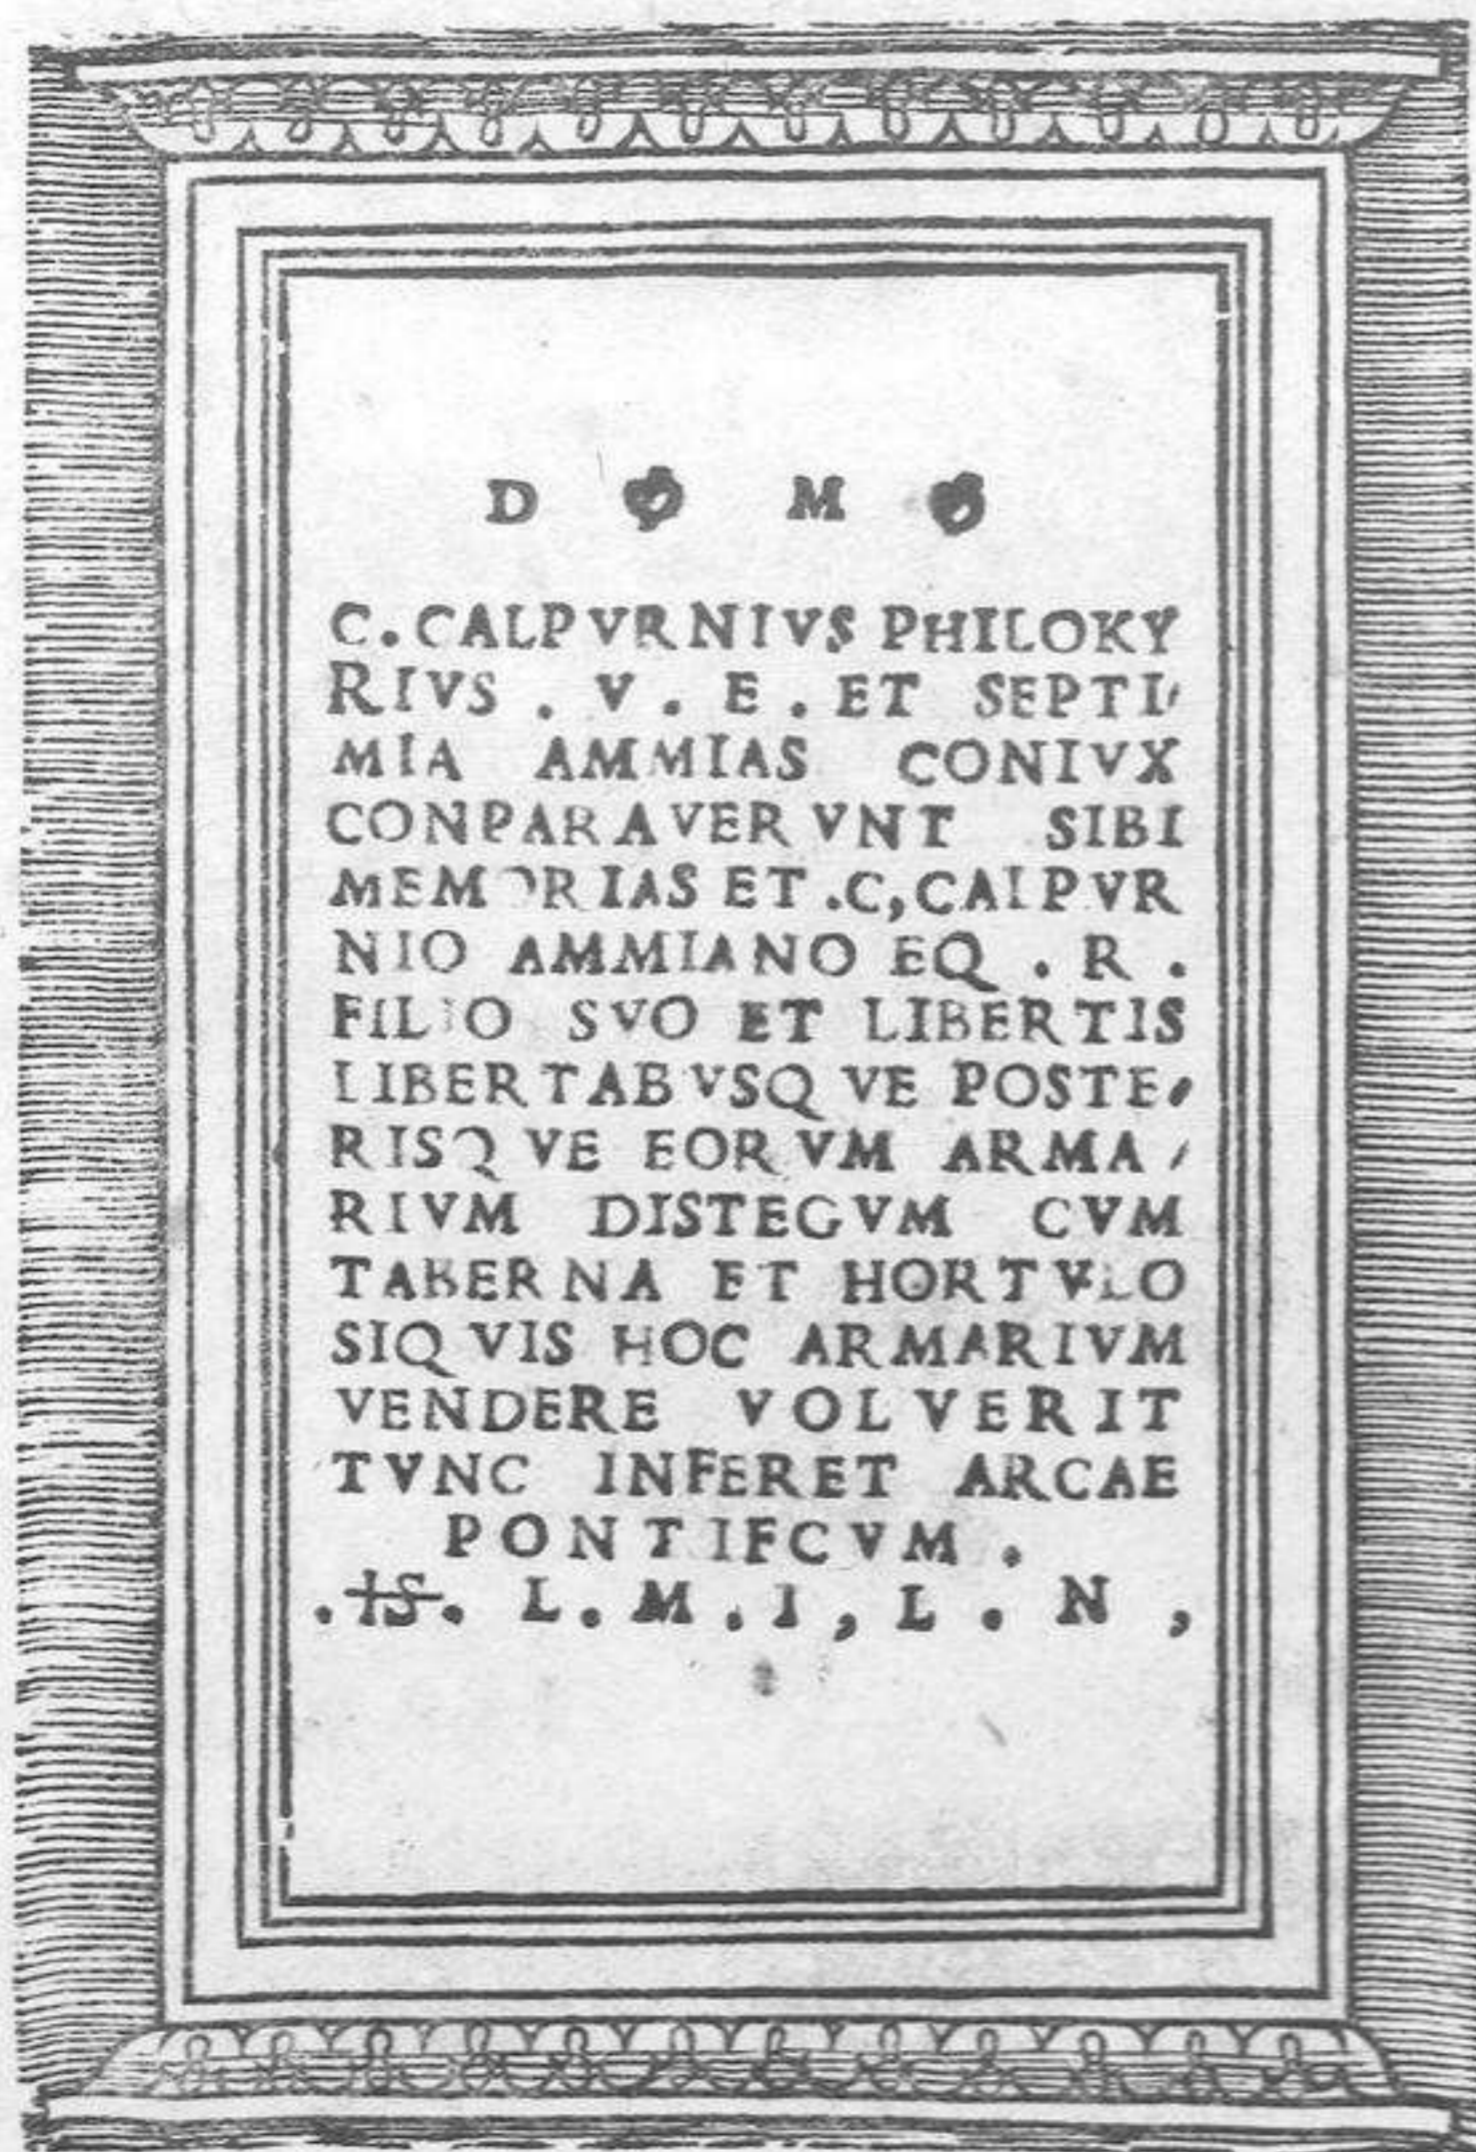 D ❦ M ❦
C. CALPVRNIVS PHILOKY
RIVS . V . E . ET SEPTI
MIA AMMIAS CONIVX
CONPARAVERVNT SIBI
MEMORIAS ET .C, CALPVR
NIO AMMIANO EQ . R .
FILIO SVO ET LIBERTIS
LIBERTABVSQVE POSTE
RISQVE EORVM ARMA
RIVM DISTEGVM CVM
TABERNA ET HORTVLO
SIQVIS HOC ARMARIVM
VENDERE VOLVERIT
TVNC INFERET ARCAE
PONTIFCVM .
. HS . L . M . I , L . N ,